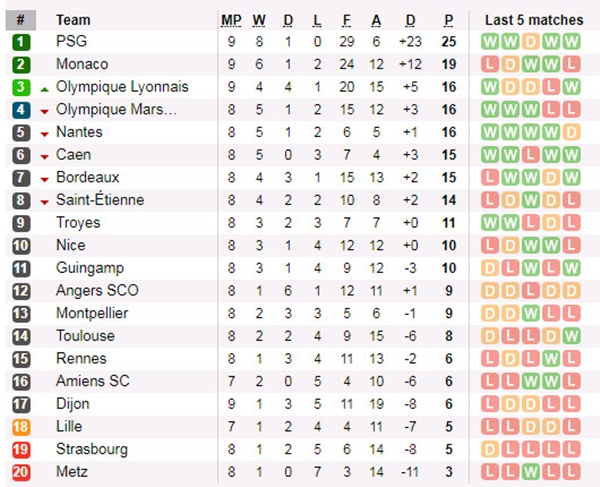 # Team MP W D L F A D P Last 5 matches
1 PSG 9 8 1 0 29 6 +23 25 W W D W W
2 Monaco 9 6 1 2 24 12 +12 19 L D W W L
3 Olympique Lyonnais 9 4 4 1 20 15 +5 16 W D D L W
4 Olympique Mars... 8 5 1 2 15 12 +3 16 W W W L L
5 Nantes 8 5 1 2 6 5 +1 16 W W W W D
6 Caen 8 5 0 3 7 4 +3 15 W W L W W
7 Bordeaux 8 4 3 1 15 13 +2 15 L W W D W
8 Saint-Étienne 8 4 2 2 10 8 +2 14 L D W D L
9 Troyes 8 3 2 3 7 7 +0 11 W W L D L
10 Nice 8 3 1 4 12 12 +0 10 L D W W L
11 Guingamp 8 3 1 4 9 12 -3 10 D L W L W
12 Angers SCO 8 1 6 1 12 11 +1 9 D D L D D
13 Montpellier 8 2 3 3 5 6 -1 9 D D W L L
14 Toulouse 8 2 2 4 9 15 -6 8 D L L D W
15 Rennes 8 1 3 4 11 13 -2 6 L D L W L
16 Amiens SC 7 2 0 5 4 10 -6 6 L L W W L
17 Dijon 9 1 3 5 11 19 -8 6 L D D L L
18 Lille 7 1 2 4 4 11 -7 5 L L D D L
19 Strasbourg 8 1 2 5 6 14 -8 5 D L L L L
20 Metz 8 1 0 7 3 14 -11 3 L L W L L